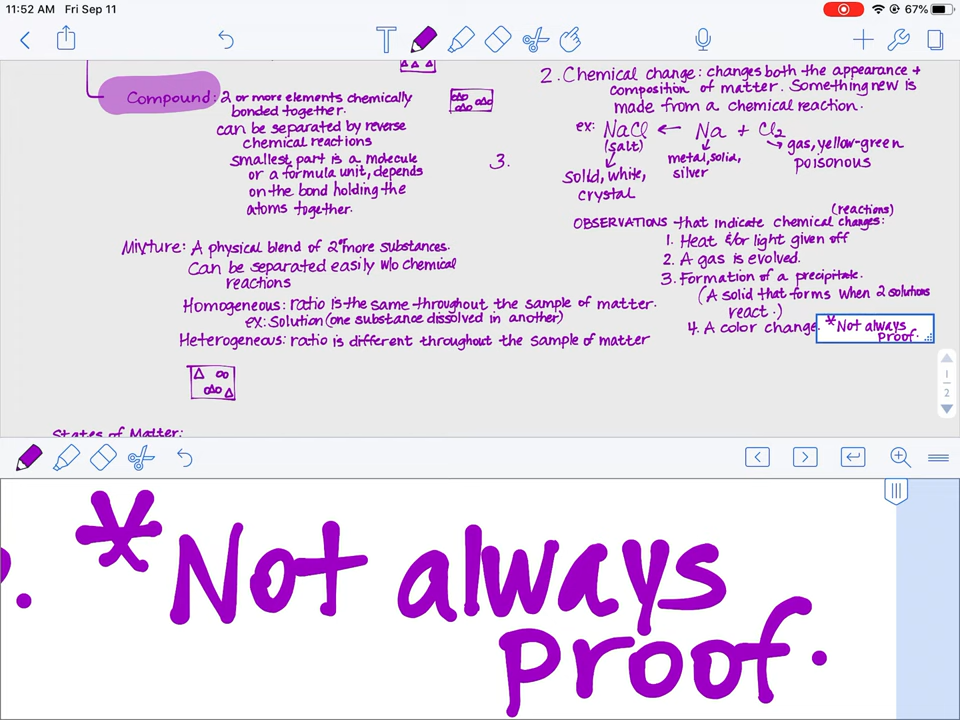 11:52 AM Fri Sep 11
67%
T
Compound: 2 or more elements chemically
bonded together.
can be separated by reverse
chemical reactions
smallest part is a molecule
or a formula unit, depends
on the bond holding the
atoms together.
Mixture: A physical blend of 2 or more substances.
Can be separated easily w/o chemical
reactions
Homogeneous: ratio is the same throughout the sample of matter.
ex: solution (one substance dissolved in another)
Heterogeneous: ratio is different throughout the sample of matter
States of Matter:
3.
2. Chemical change: changes both the appearance +
composition of matter. Something new is
made from a chemical reaction.
ex: NaCl ← Na + Cl₂
(salt)
solid, white,
crystal
metal, solid,
silver
gas, yellow-green
poisonous
(reactions)
OBSERVATIONS that indicate chemical changes:
1. Heat &/or light given off
2. A gas is evolved.
3. Formation of a precipitate.
(A solid that forms when 2 solutions
react.)
4. A color change. *Not always
proof.
1
2
. *Not always
proof.